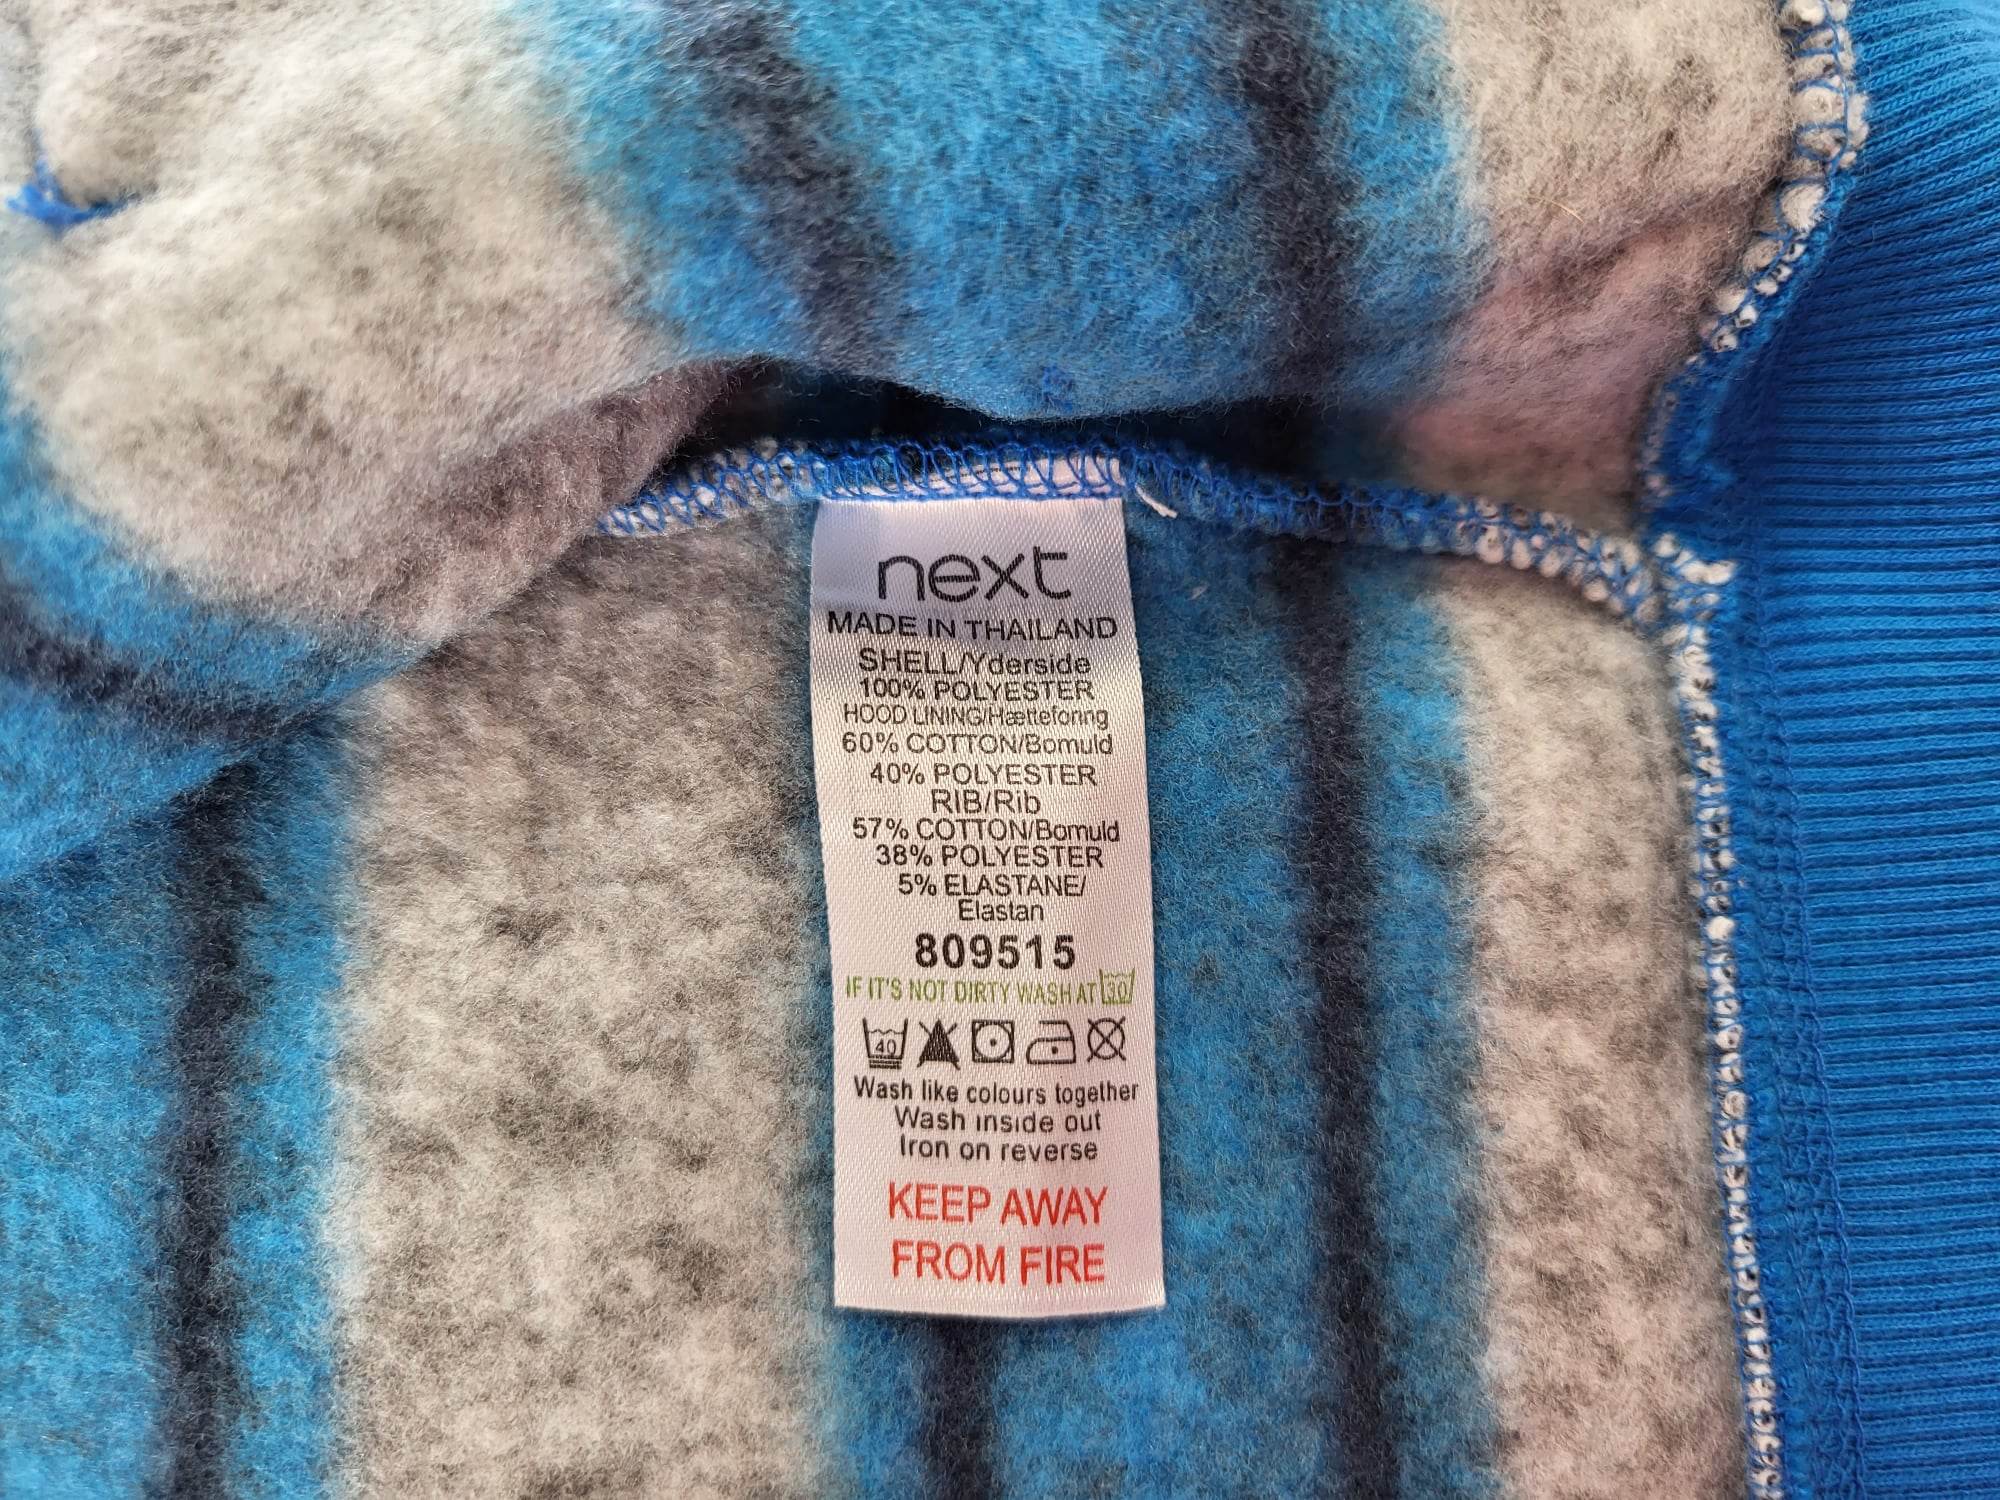 next
MADE IN THAILAND
SHELL/Yderside
100% POLYESTER
HOOD LINING/Hætteforing
60% COTTON/Bomuld
40% POLYESTER
RIB/Rib
57% COTTON/Bomuld
38% POLYESTER
5% ELASTANE/
Elastan
809515
IF IT'S NOT DIRTY WASH AT 30
40
Wash like colours together
Wash inside out
Iron on reverse
KEEP AWAY
FROM FIRE